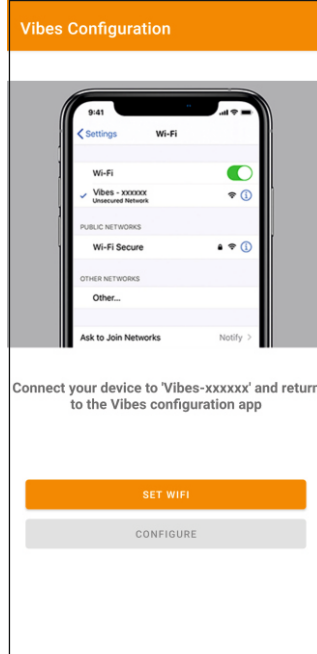 Vibes Configuration
9:41
Settings Wi-Fi
Wi-Fi
Vibes - xxxxxx
Unsecured Network
PUBLIC NETWORKS
Wi-Fi Secure
OTHER NETWORKS
Other...
Ask to Join Networks Notify
Connect your device to 'Vibes-xxxxxx' and return
to the Vibes configuration app
SET WIFI
CONFIGURE